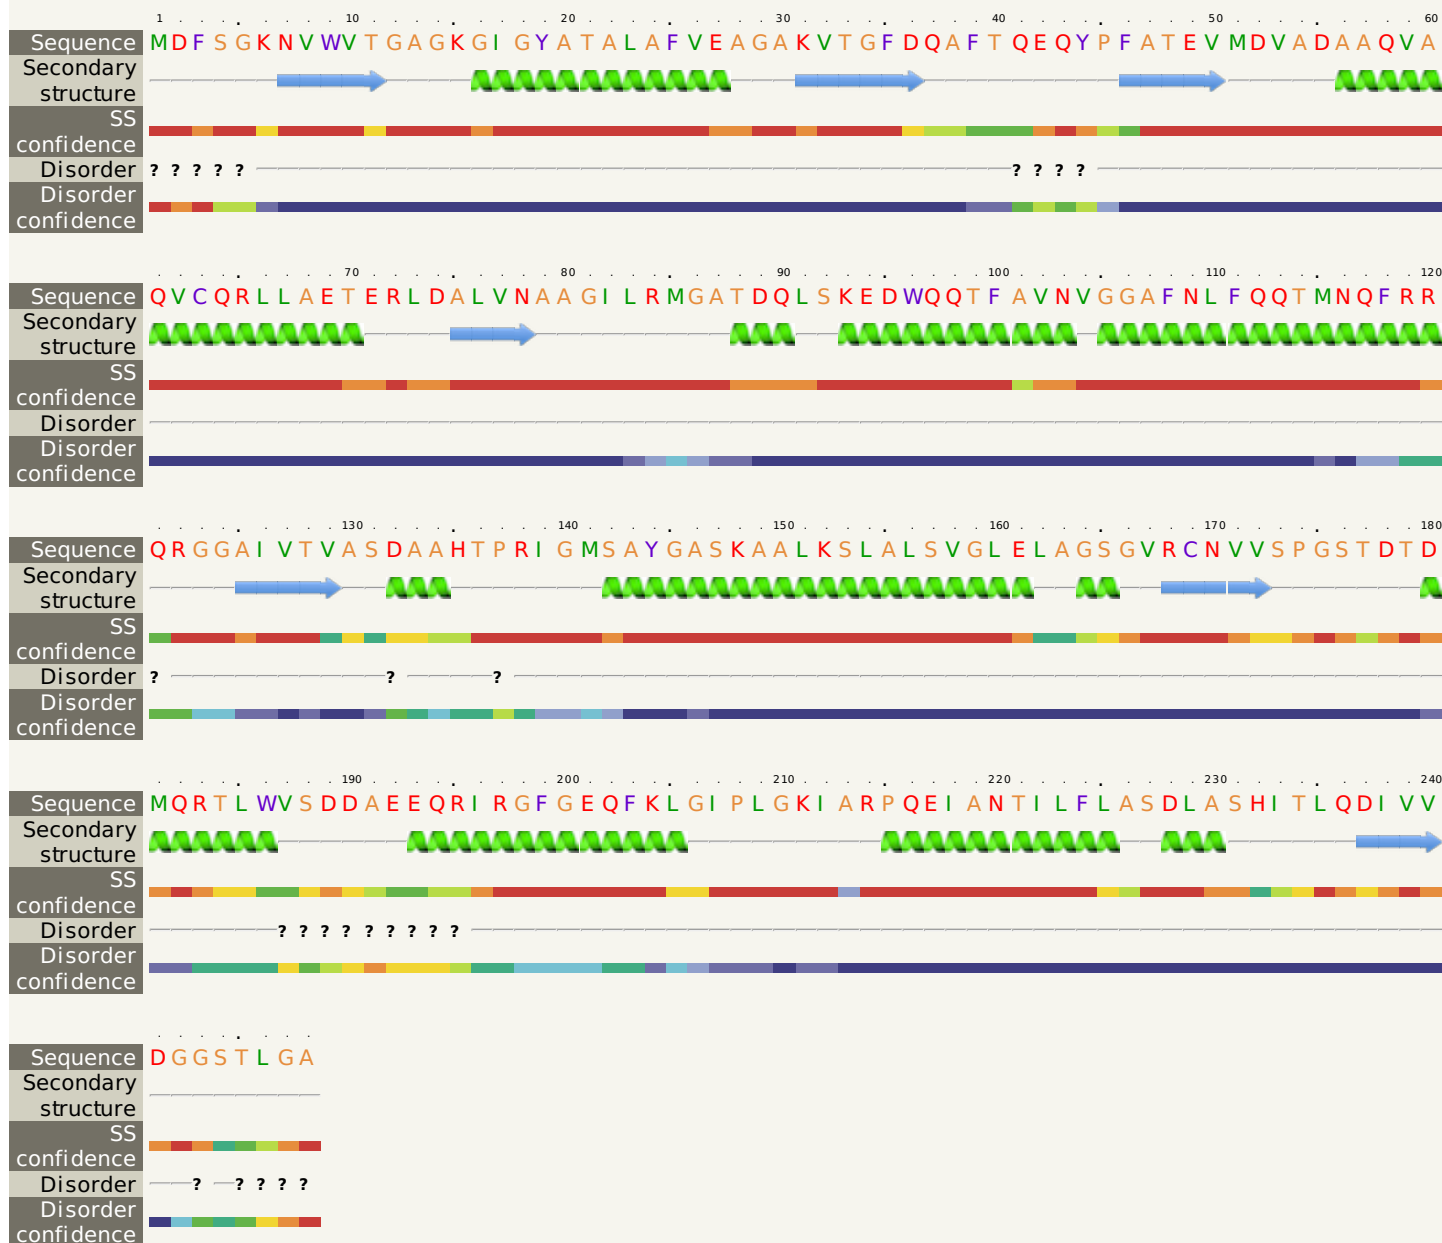 1 10 20 30 40 50 60
Sequence MDFSGKNVWVTGAGKGIGYATALAFVEAGAKVTGFDQAFTQEQYPFATEVMDVADAAQVA
Secondary
structure
SS
confidence
Disorder ? ? ? ? ? ? ? ? ?
Disorder
confidence
70 80 90 100 110 120
Sequence QVCQRLLAETERLDALVNAAGILRMGATDQLSKEDWQQTFAVNVGGAFNLFQQTMNQFRR
Secondary
structure
SS
confidence
Disorder
Disorder
confidence
130 140 150 160 170 180
Sequence QRGGAIVTVASDAAHTPRIGMSAYGASKAALKSLALSVGLELAGSGVRCNVVSPGSTDTD
Secondary
structure
SS
confidence
Disorder ? ? ?
Disorder
confidence
190 200 210 220 230 240
Sequence MQRTLWVSDDAEEQRIRGFGEQFKLGIPLGKIARPQEIANTILFLASDLASHITLQDIVV
Secondary
structure
SS
confidence
Disorder ? ? ? ? ? ? ? ? ?
Disorder
confidence
Sequence DGGSTLGA
Secondary
structure
SS
confidence
Disorder ? ? ? ? ?
Disorder
confidence